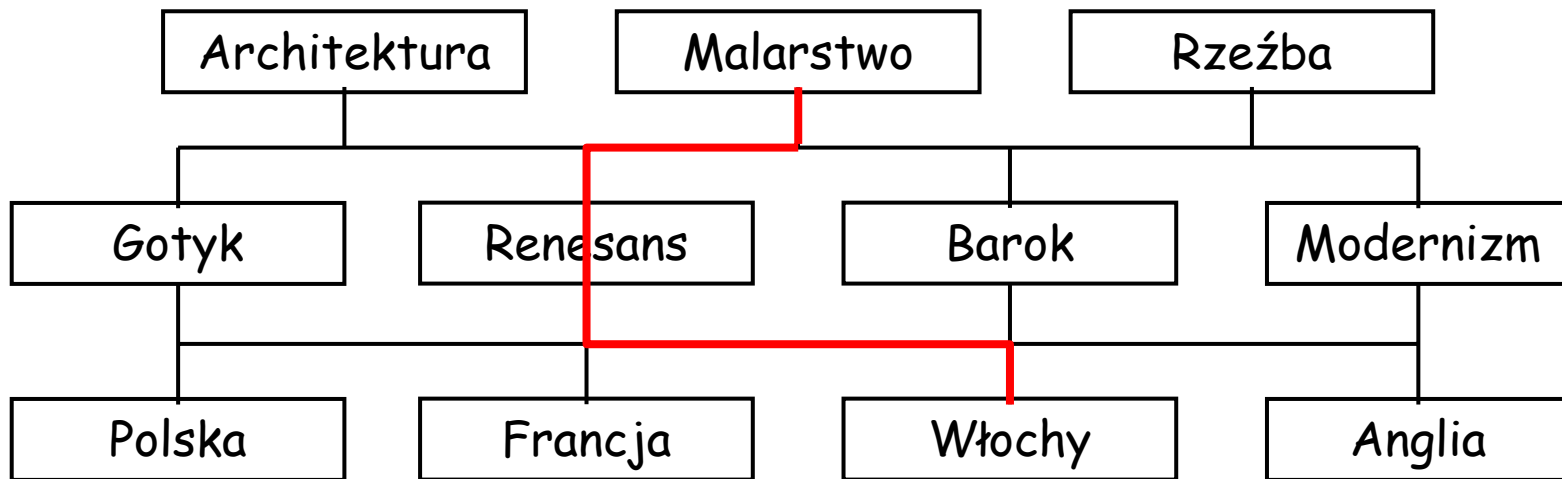 Architektura Malarstwo Rzeźba
Gotyk Renesans Barok Modernizm
Polska Francja Włochy Anglia